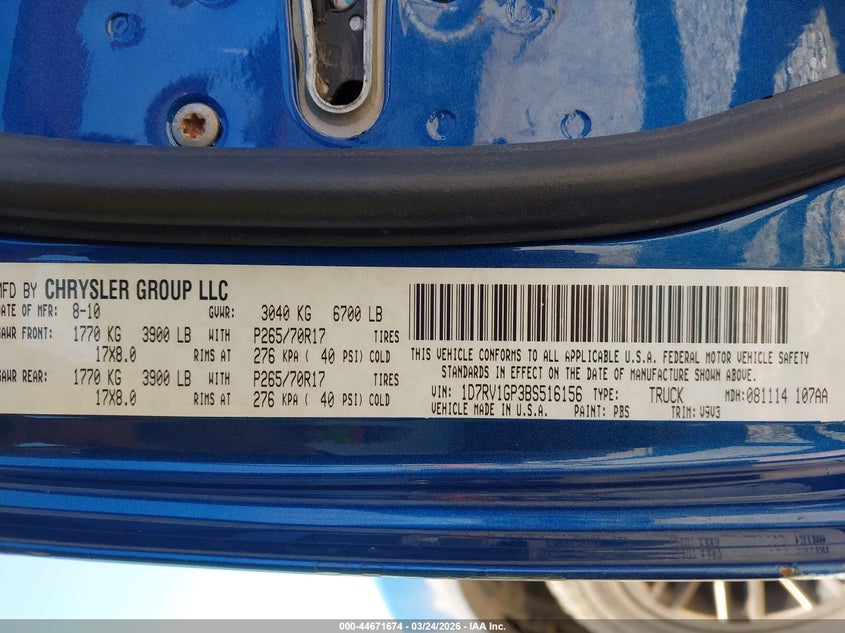 MFD BY CHRYSLER GROUP LLC
DATE OF MFR: 8-10 GVWR: 3040 KG 6700 LB
GAWR FRONT: 1770 KG 3900 LB WITH P265/70R17 TIRES
17X8.0 RIMS AT 276 KPA ( 40 PSI) COLD
GAWR REAR: 1770 KG 3900 LB WITH P265/70R17 TIRES
17X8.0 RIMS AT 276 KPA ( 40 PSI) COLD
THIS VEHICLE CONFORMS TO ALL APPLICABLE U.S.A. FEDERAL MOTOR VEHICLE SAFETY
STANDARDS IN EFFECT ON THE DATE OF MANUFACTURE SHOWN ABOVE.
VIN: 1D7RV1GP3BS516156 TYPE: TRUCK MDH:081114 107AA
VEHICLE MADE IN U.S.A. PAINT: PBS TRIM: V9V3
000-44671674 | 03/24/2026 | IAA Inc.